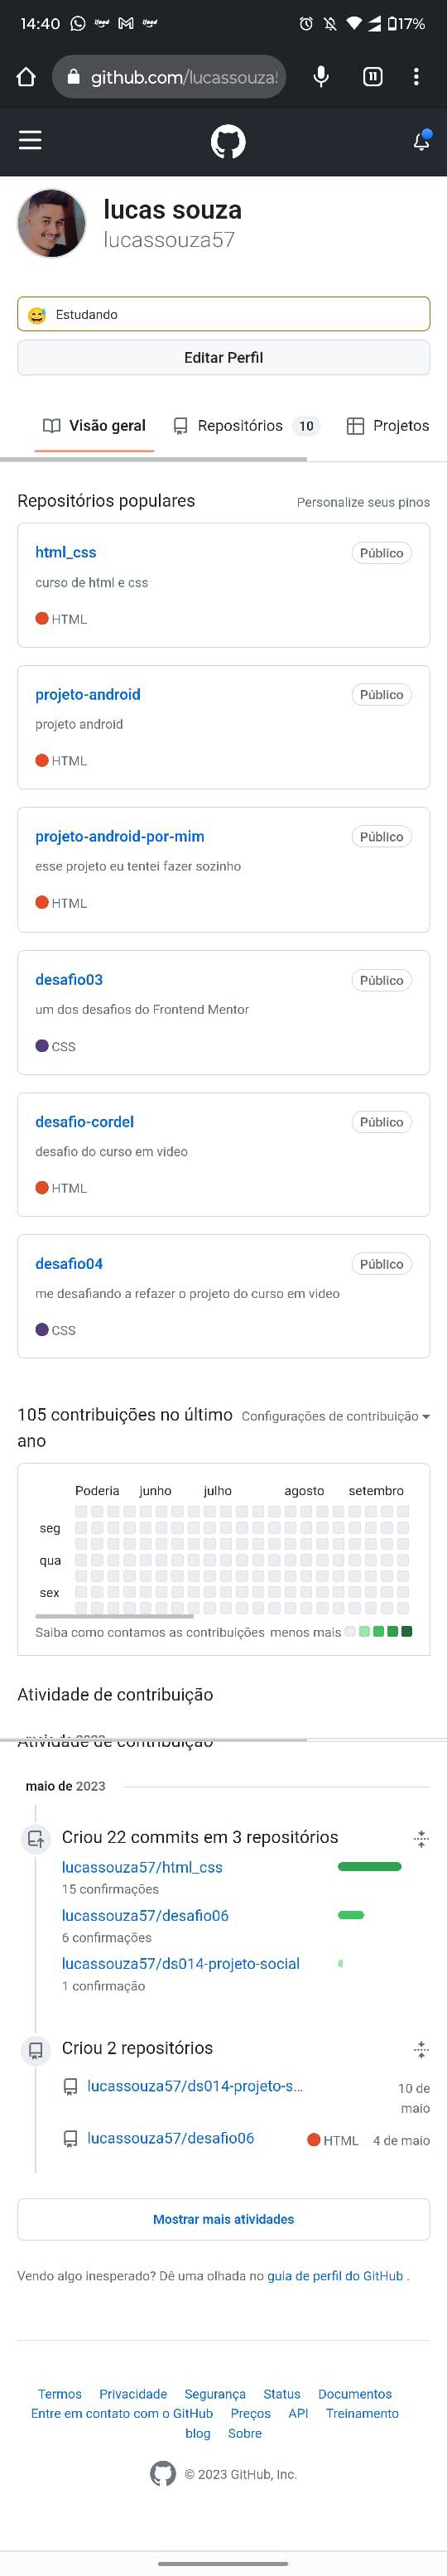 14:40 17%
github.com/lucassouza5
11
lucas souza
lucassouza57
Estudando
Editar Perfil
Visão geral Repositórios 10 Projetos
Repositórios populares Personalize seus pinos
html_css Público
curso de html e css
HTML
projeto-android Público
projeto android
HTML
projeto-android-por-mim Público
esse projeto eu tentei fazer sozinho
HTML
desafio03 Público
um dos desafios do Frontend Mentor
CSS
desafio-cordel Público
desafio do curso em video
HTML
desafio04 Público
me desafiando a refazer o projeto do curso em video
CSS
105 contribuições no último Configurações de contribuição
ano
Poderia junho julho agosto setembro
seg
qua
sex
Saiba como contamos as contribuições menos mais
Atividade de contribuição
Atividade de contribuição
maio de 2023
Criou 22 commits em 3 repositórios
lucassouza57/html_css
15 confirmações
lucassouza57/desafio06
6 confirmações
lucassouza57/ds014-projeto-social
1 confirmação
Criou 2 repositórios
lucassouza57/ds014-projeto-s... 10 de
maio
lucassouza57/desafio06 HTML 4 de maio
Mostrar mais atividades
Vendo algo inesperado? Dê uma olhada no guia de perfil do GitHub .
Termos Privacidade Segurança Status Documentos
Entre em contato com o GitHub Preços API Treinamento
blog Sobre
© 2023 GitHub, Inc.